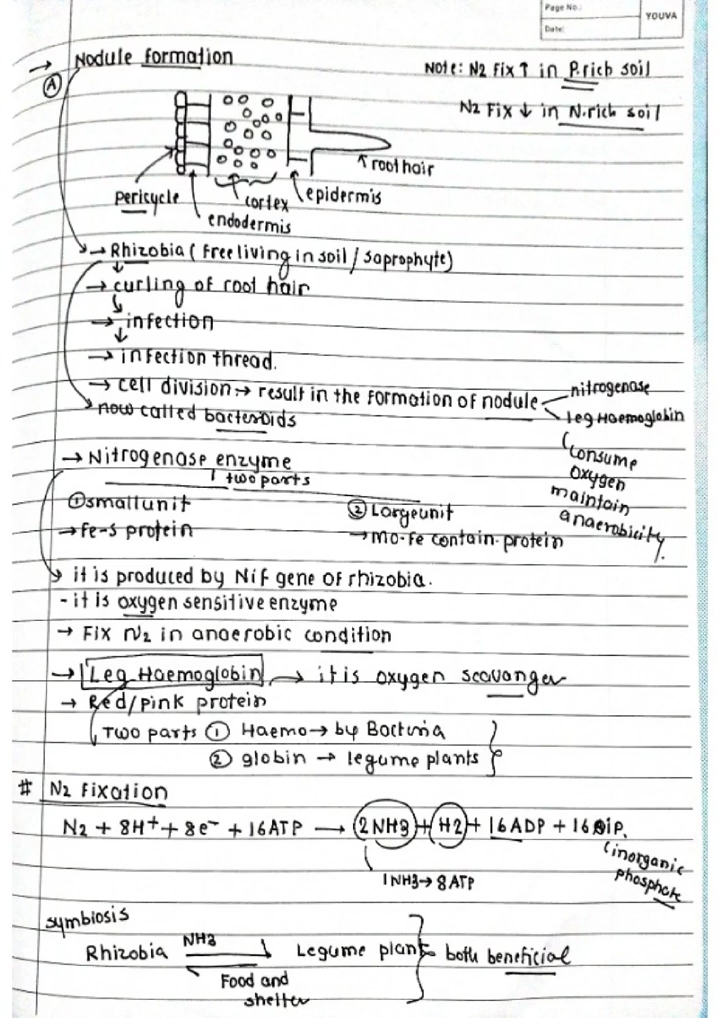 Page No.:
Date:
YOUVA
→ Nodule formation
Note: N2 Fix ↑ in P.rich soil
N2 Fix ↓ in N.rich soil
Ⓐ
root hair
pericycle
cortex
epidermis
endodermis
→ Rhizobia ( free living in soil / saprophyte)
→ curling of root hair
→ infection
→ infection thread.
→ cell division → result in the formation of nodule
nitrogenase
leg Haemoglobin
now called bacteroids
consume
oxygen
maintain
anaerobicity.
→ Nitrogenase enzyme
two parts
① small unit
② Large unit
→ Fe-S protein
→ Mo-Fe contain. protein
it is produced by Nif gene of rhizobia.
- it is oxygen sensitive enzyme
→ Fix N2 in anaerobic condition
→ Leg Haemoglobin → it is oxygen scavanger
→ Red/pink protein
Two parts ① Haemo → by Bacteria
② globin → legume plants
# N2 Fixation
N2 + 8H+ + 8e- + 16ATP → 2NH3 + H2 + 16ADP + 16 iP.
inorganic
phosphate
1NH3 → 8 ATP
symbiosis
Rhizobia NH3 Legume plant both beneficial
Food and
shelter